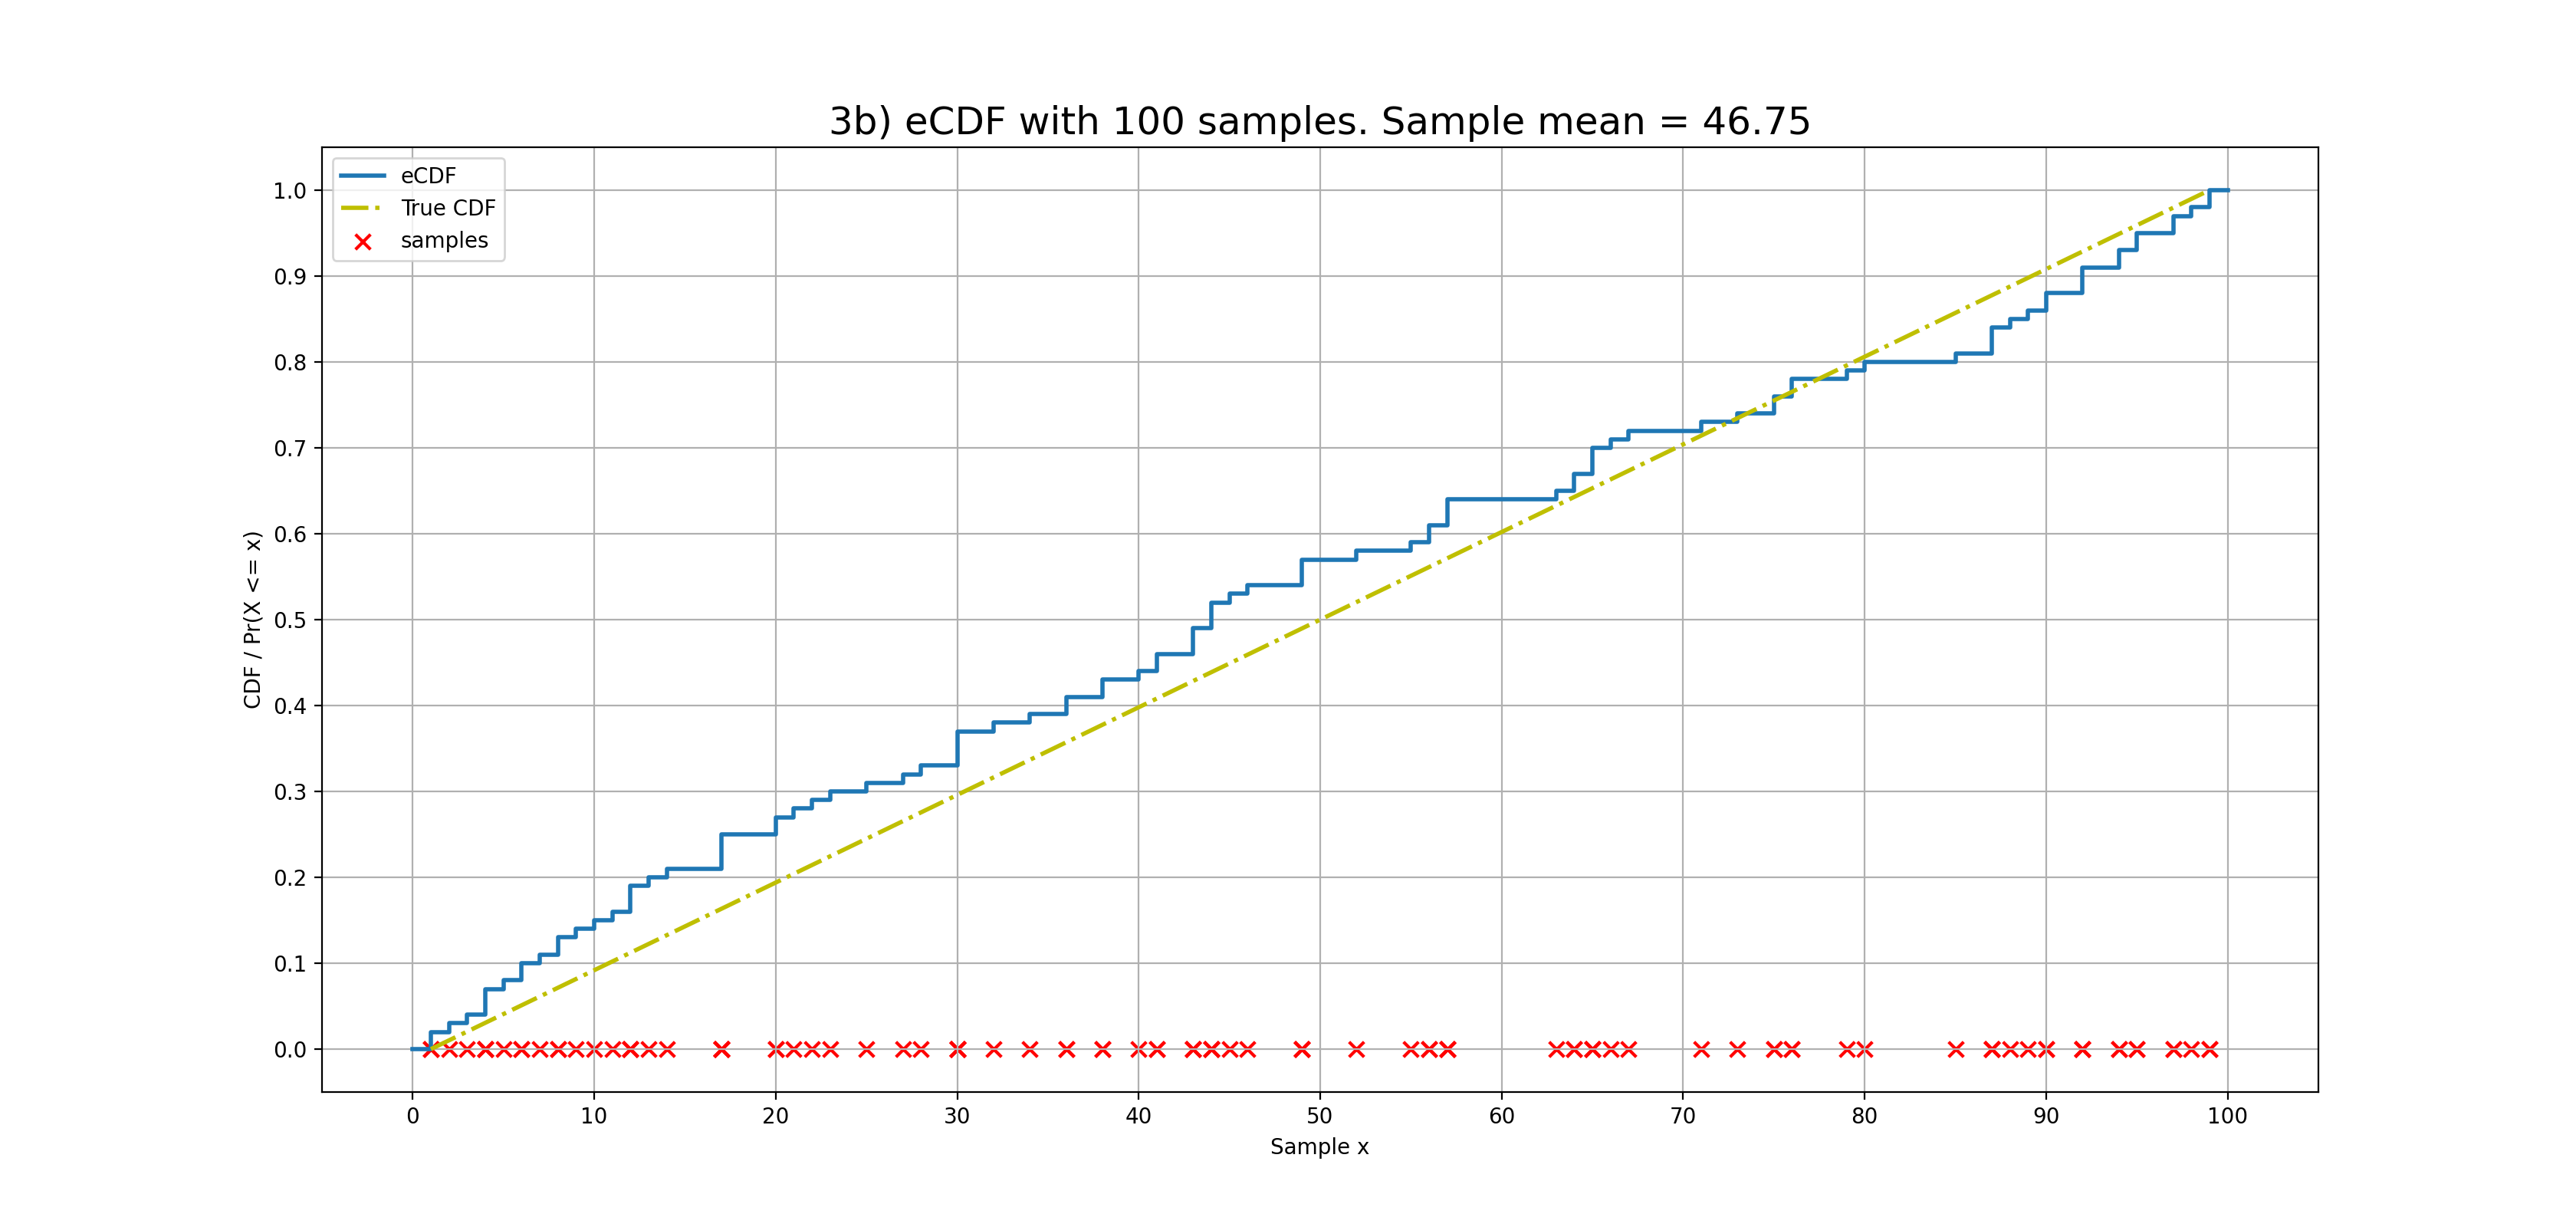 3b) eCDF with 100 samples. Sample mean = 46.75
eCDF
True CDF
samples
1.0
0.9
0.8
0.7
0.6
0.5
0.4
0.3
0.2
0.1
0.0
CDF / Pr(X <= x)
0 10 20 30 40 50 60 70 80 90 100
Sample x